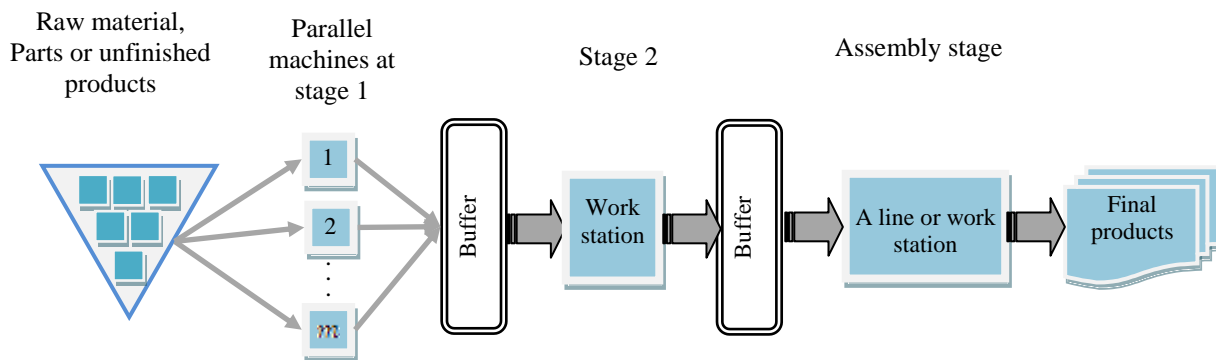 Raw material,
Parts or unfinished
products
Parallel
machines at
stage 1
Stage 2
Assembly stage
1
2
m
Buffer
Work
station
Buffer
A line or work
station
Final
products